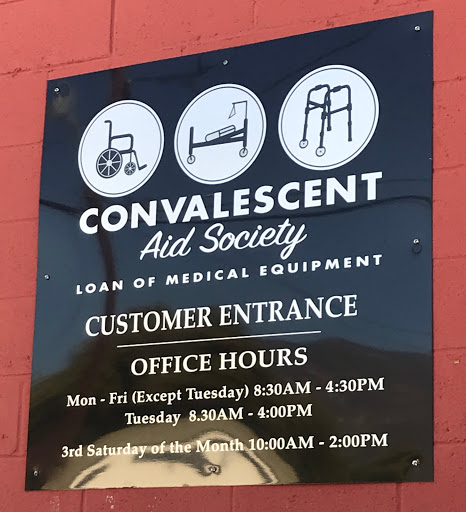 CONVALESCENT
Aid Society
LOAN OF MEDICAL EQUIPMENT
CUSTOMER ENTRANCE
OFFICE HOURS
Mon - Fri (Except Tuesday) 8:30AM - 4:30PM
Tuesday 8.30AM - 4:00PM
3rd Saturday of the Month 10:00AM - 2:00PM